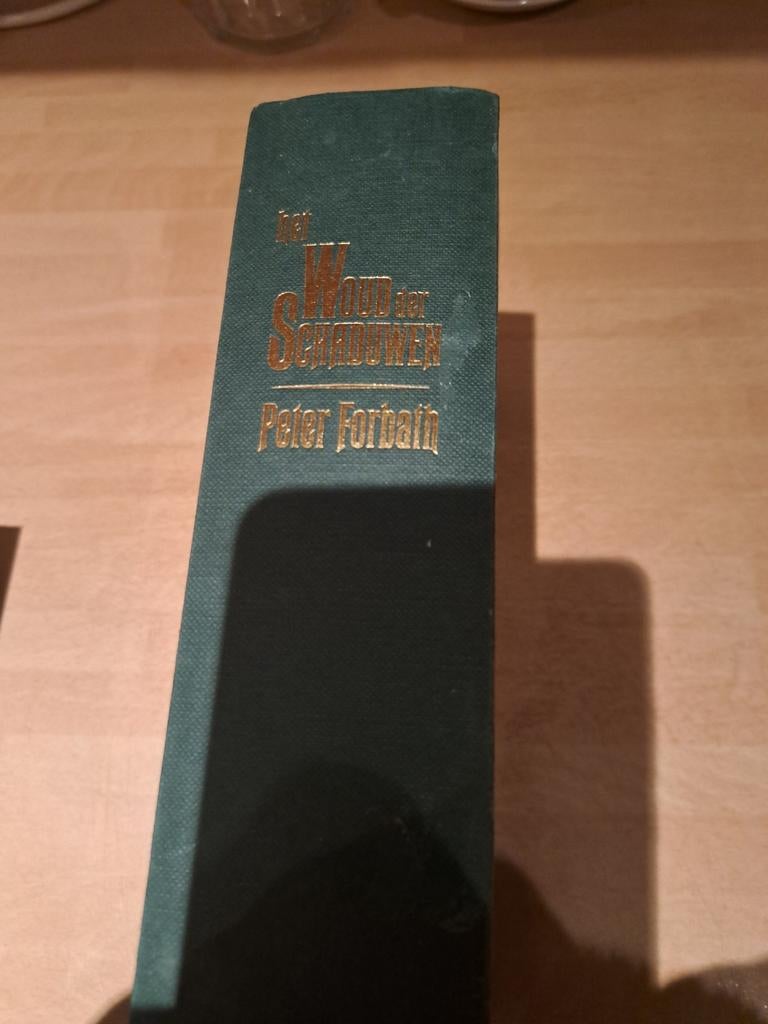 het
Woud der
Schaduwen
Peter Forbath